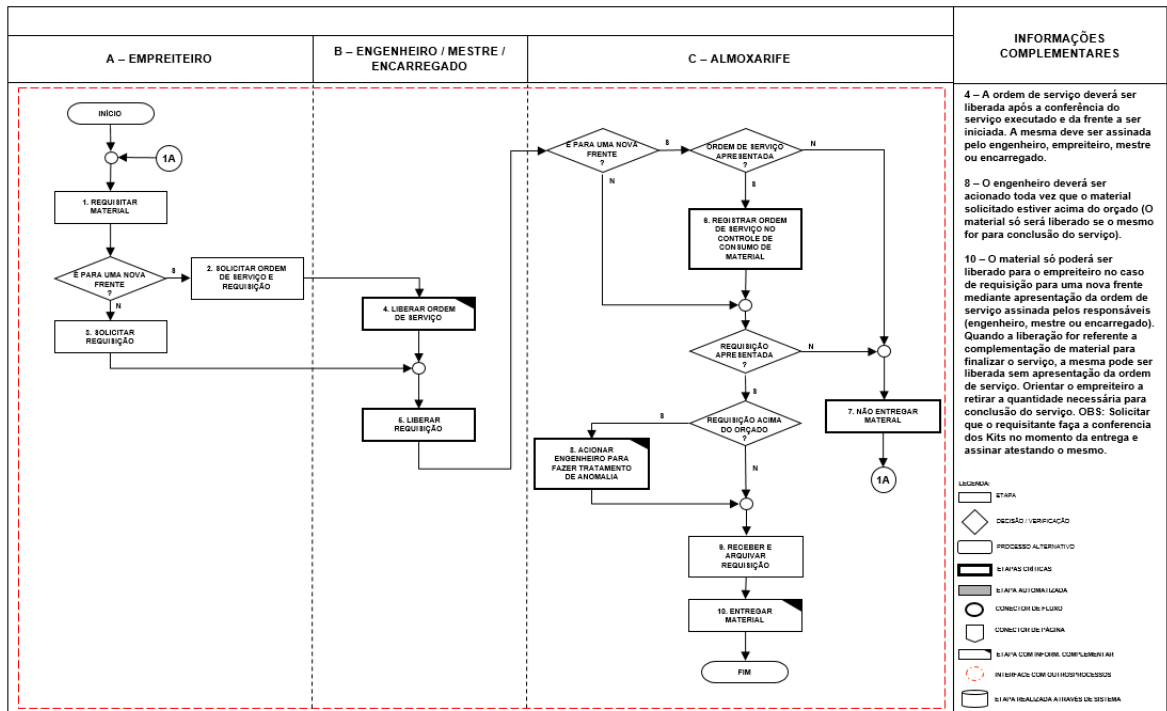 A – EMPREITEIRO
B – ENGENHEIRO / MESTRE /
ENCARREGADO
C – ALMOXARIFE
INFORMAÇÕES
COMPLEMENTARES
INÍCIO
1A
1. REQUISITAR
MATERIAL
É PARA UMA NOVA
FRENTE
?
S
N
2. SOLICITAR ORDEM
DE SERVIÇO E
REQUISIÇÃO
3. SOLICITAR
REQUISIÇÃO
4. LIBERAR ORDEM
DE SERVIÇO
5. LIBERAR
REQUISIÇÃO
É PARA UMA NOVA
FRENTE
?
S
N
ORDEM DE SERVIÇO
APRESENTADA
?
N
S
6. REGISTRAR ORDEM
DE SERVIÇO NO
CONTROLE DE
CONSUMO DE
MATERIAL
REQUISIÇÃO
APRESENTADA
?
N
S
7. NÃO ENTREGAR
MATERAL
1A
REQUISIÇÃO ACIMA
DO ORÇADO
?
S
N
8. ACIONAR
ENGENHEIRO PARA
FAZER TRATAMENTO
DE ANOMALIA
9. RECEBER E
ARQUIVAR
REQUISIÇÃO
10. ENTREGAR
MATERIAL
FIM
4 – A ordem de serviço deverá ser
liberada após a conferência do
serviço executado e da frente a ser
iniciada. A mesma deve ser assinada
pelo engenheiro, empreiteiro, mestre
ou encarregado.
8 – O engenheiro deverá ser
acionado toda vez que o material
solicitado estiver acima do orçado (O
material só será liberado se o mesmo
for para conclusão do serviço).
10 – O material só poderá ser
liberado para o empreiteiro no caso
de requisição para uma nova frente
mediante apresentação da ordem de
serviço assinada pelos responsáveis
(engenheiro, mestre ou encarregado).
Quando a liberação for referente a
complementação de material para
finalizar o serviço, a mesma pode ser
liberada sem apresentação da ordem
de serviço. Orientar o empreiteiro a
retirar a quantidade necessária para
conclusão do serviço. OBS: Solicitar
que o requisitante faça a conferencia
dos Kits no momento da entrega e
assinar atestando o mesmo.
LEGENDA:
ETAPA
DECISÃO / VERIFICAÇÃO
PROCESSO ALTERNATIVO
ETAPAS CRÍTICAS
ETAPA AUTOMATIZADA
CONECTOR DE FLUXO
CONECTOR DE PÁGINA
ETAPA COM INFORM. COMPLEMENTAR
INTERFACE COM OUTROS PROCESSOS
ETAPA REALIZADA ATRAVÉS DE SISTEMA